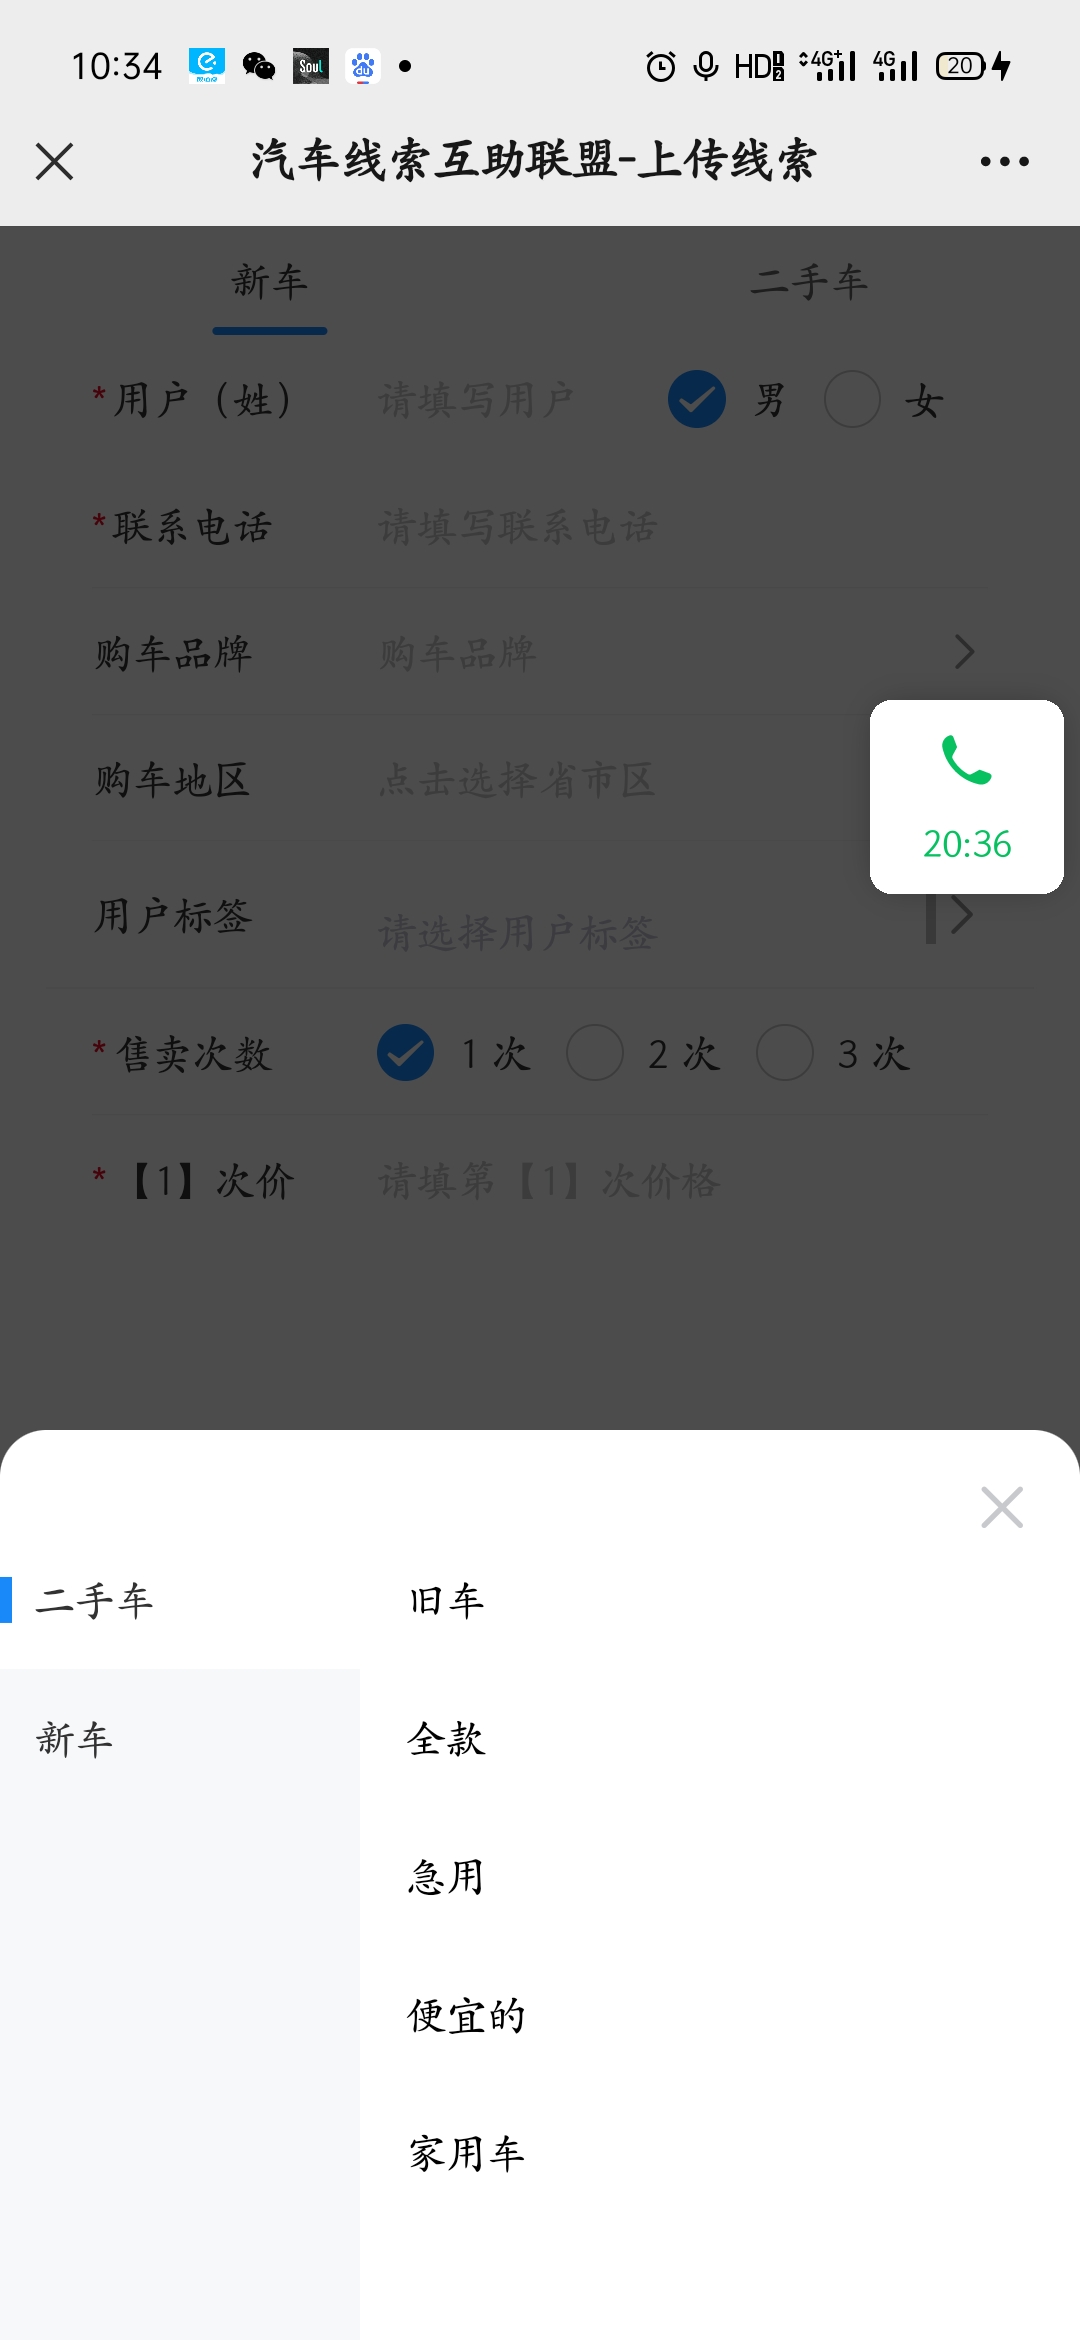 10:34 Soul du HD 1 2 4G+ 4G 20
汽车线索互助联盟-上传线索
新车 二手车
*用户（姓） 请填写用户 男 女
*联系电话 请填写联系电话
购车品牌 购车品牌
购车地区 点击选择省市区
20:36
用户标签 请选择用户标签
*售卖次数 1 次 2 次 3 次
*【1】次价 请填第【1】次价格
二手车 旧车
新车 全款
急用
便宜的
家用车